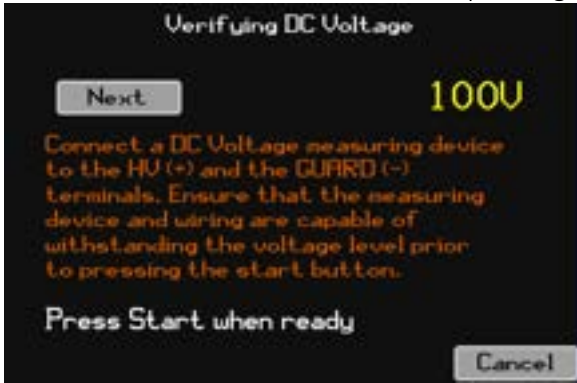 Verifying DC Voltage
Next
100V
Connect a DC Voltage measuring device
to the HV (+) and the GUARD (-)
terminals. Ensure that the measuring
device and wiring are capable of
withstanding the voltage level prior
to pressing the start button.
Press Start when ready
Cancel